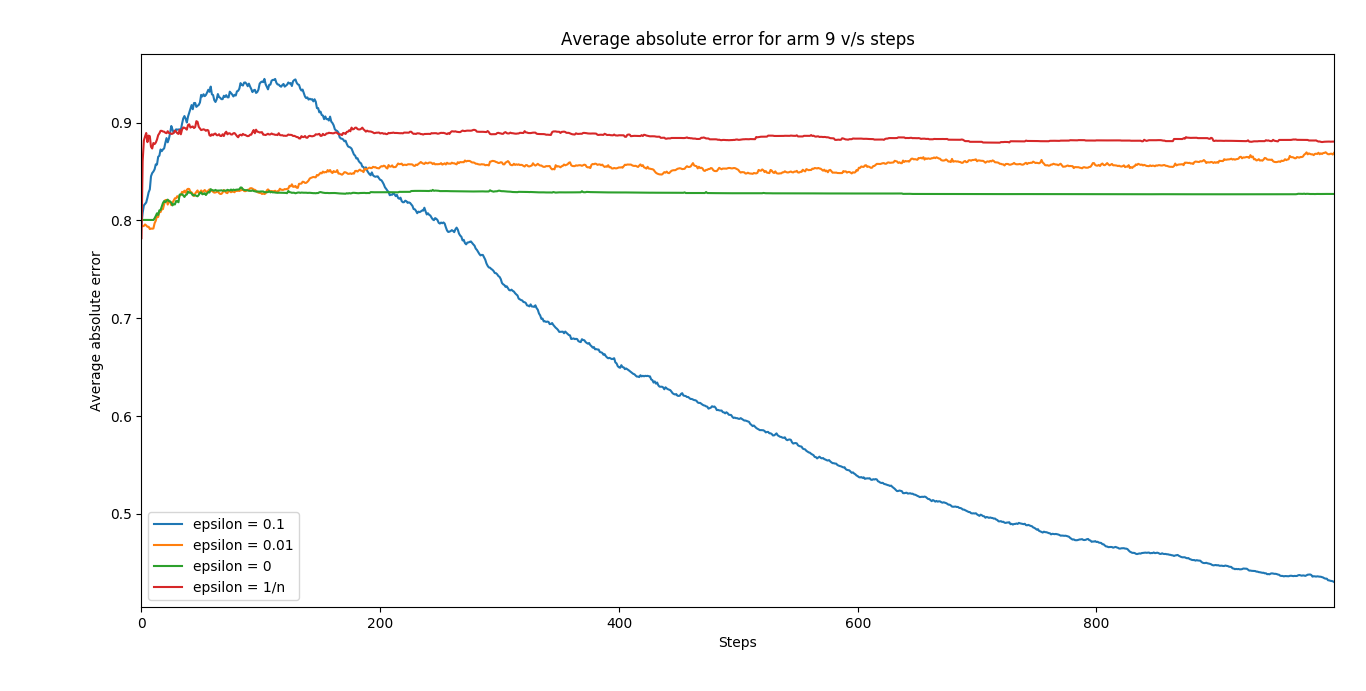 Average absolute error for arm 9 v/s steps
Average absolute error
0.9
0.8
0.7
0.6
0.5
0
200
400
600
800
Steps
epsilon = 0.1
epsilon = 0.01
epsilon = 0
epsilon = 1/n